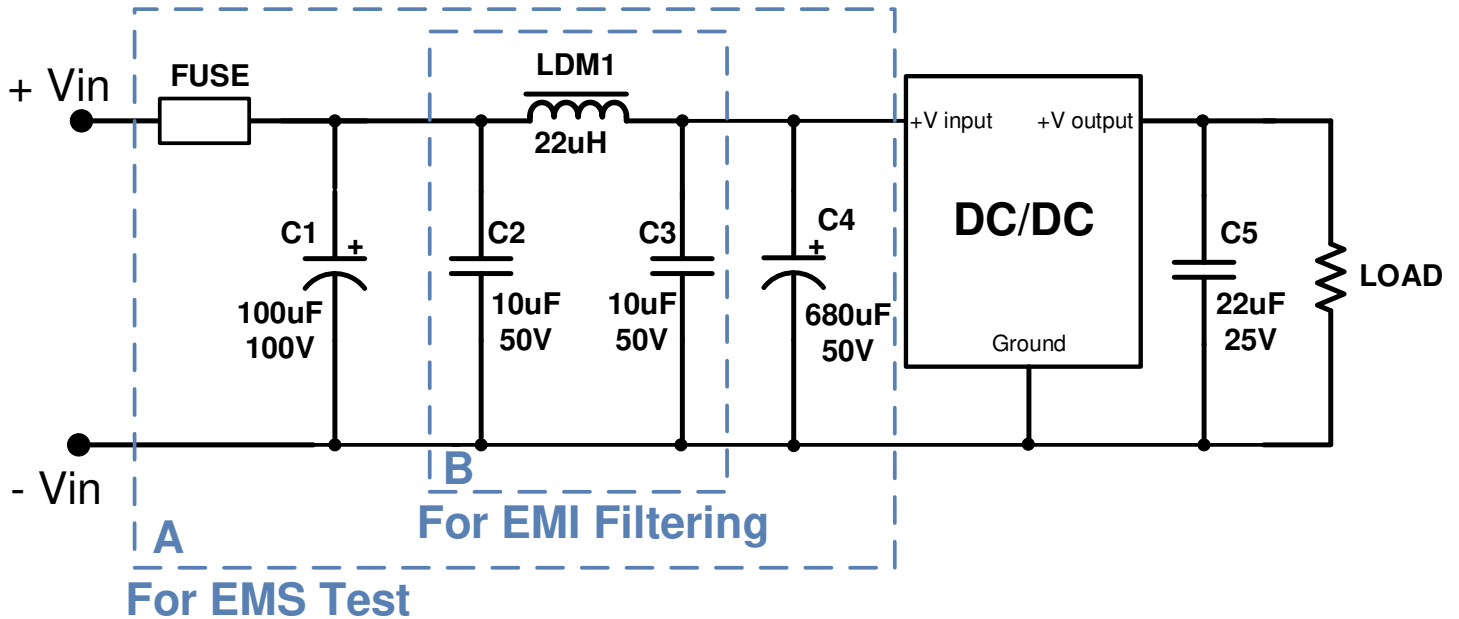 FUSE
LDM1
+ Vin
22uH
+V input
+V output
DC/DC
C1
+
C2
C3
C4
+
C5
LOAD
100uF
100V
10uF
50V
10uF
50V
680uF
50V
22uF
25V
Ground
- Vin
B
For EMI Filtering
A
For EMS Test